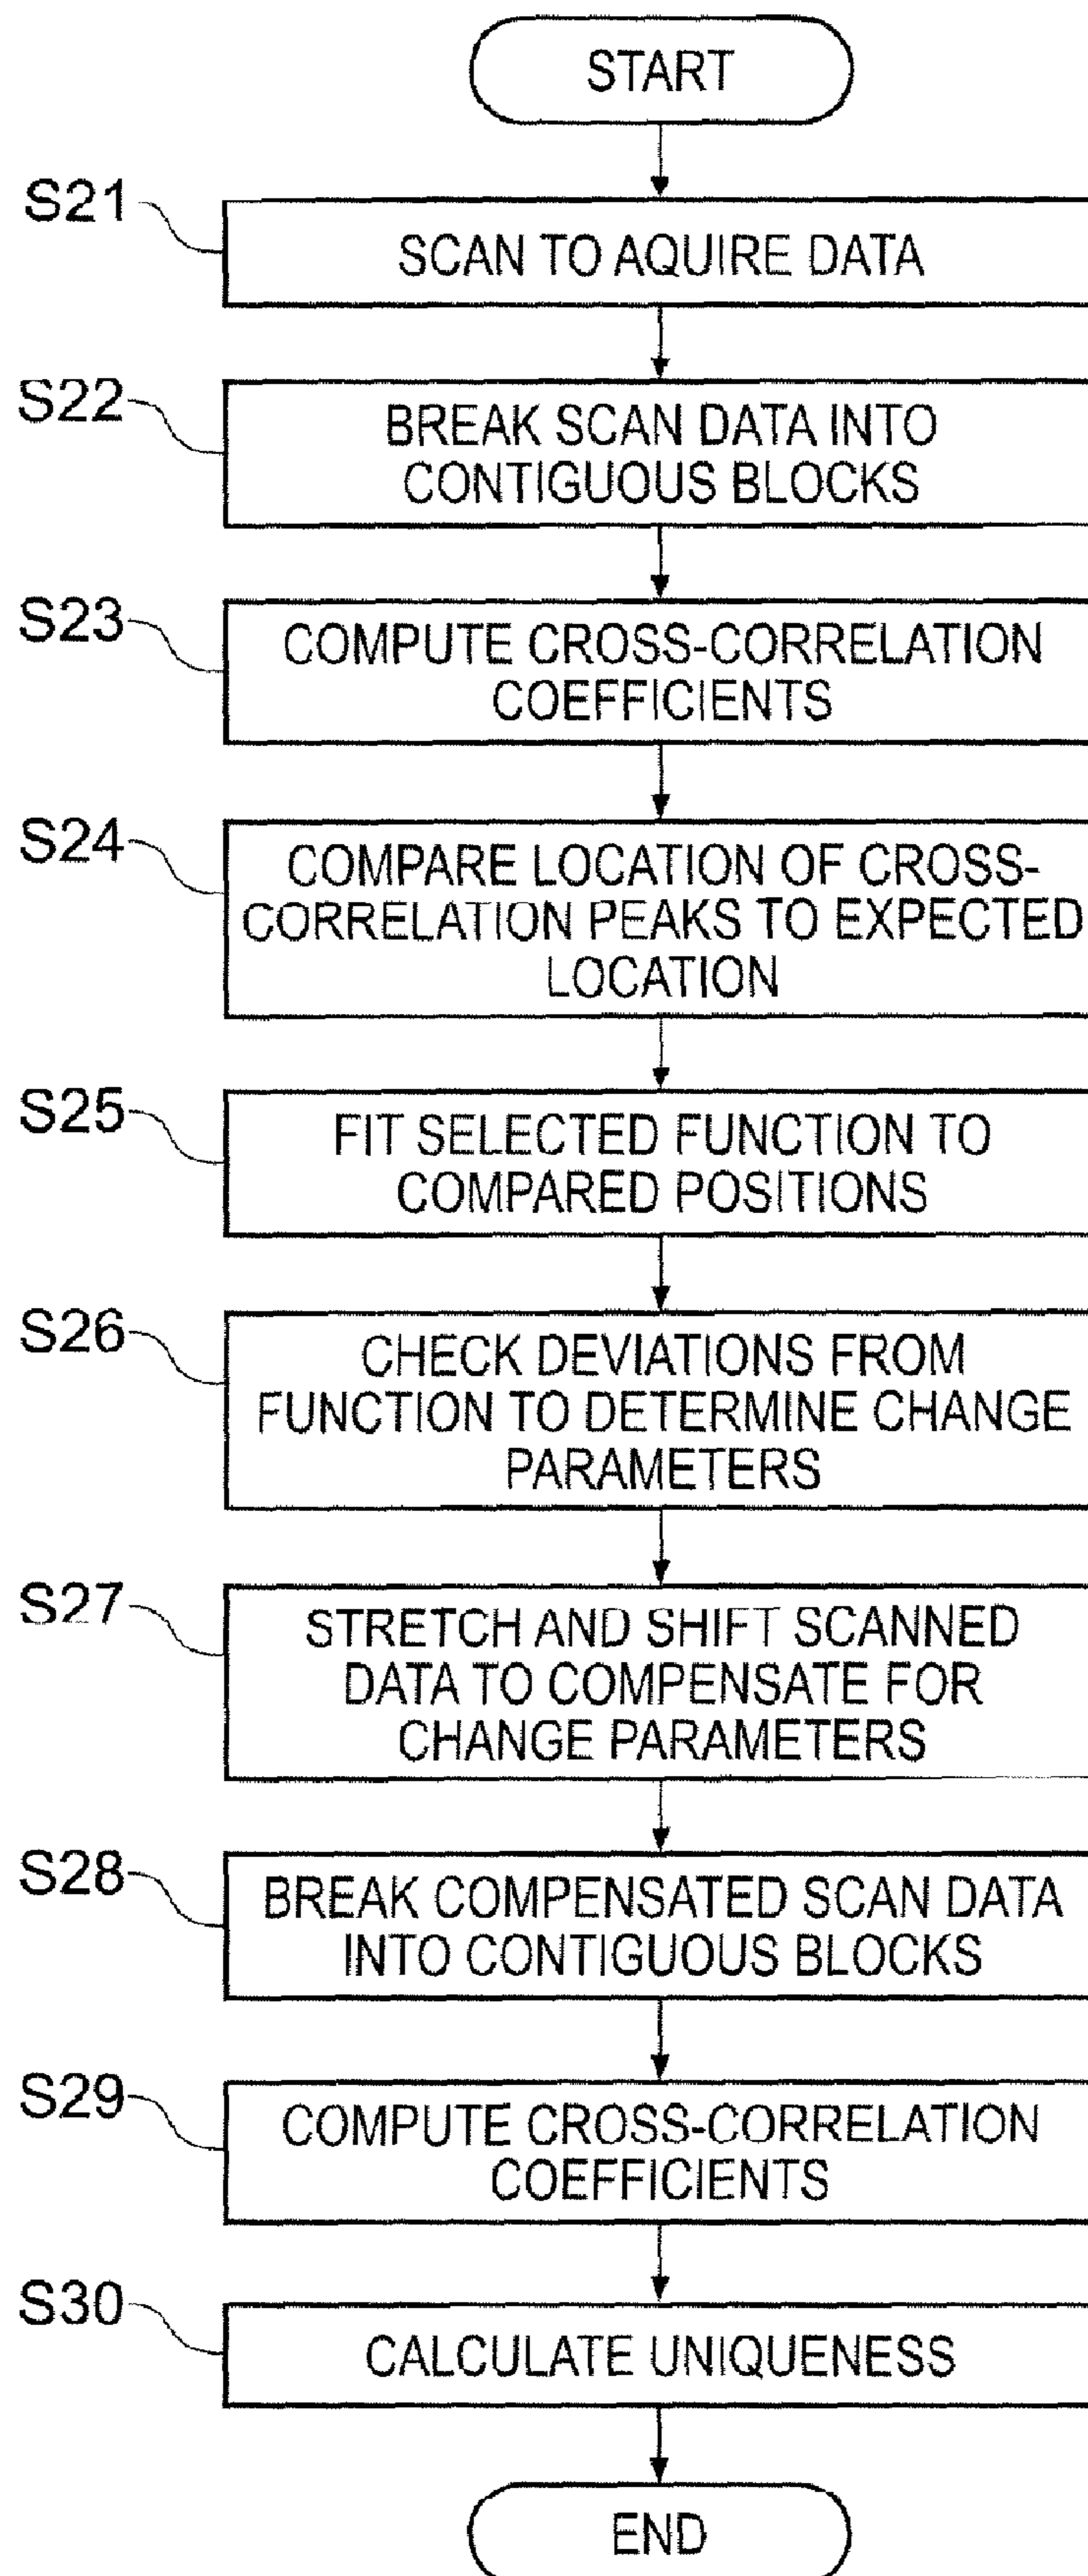 START
S21
SCAN TO AQUIRE DATA
S22
BREAK SCAN DATA INTO
CONTIGUOUS BLOCKS
S23
COMPUTE CROSS-CORRELATION
COEFFICIENTS
S24
COMPARE LOCATION OF CROSS-
CORRELATION PEAKS TO EXPECTED
LOCATION
S25
FIT SELECTED FUNCTION TO
COMPARED POSITIONS
S26
CHECK DEVIATIONS FROM
FUNCTION TO DETERMINE CHANGE
PARAMETERS
S27
STRETCH AND SHIFT SCANNED
DATA TO COMPENSATE FOR
CHANGE PARAMETERS
S28
BREAK COMPENSATED SCAN DATA
INTO CONTIGUOUS BLOCKS
S29
COMPUTE CROSS-CORRELATION
COEFFICIENTS
S30
CALCULATE UNIQUENESS
END